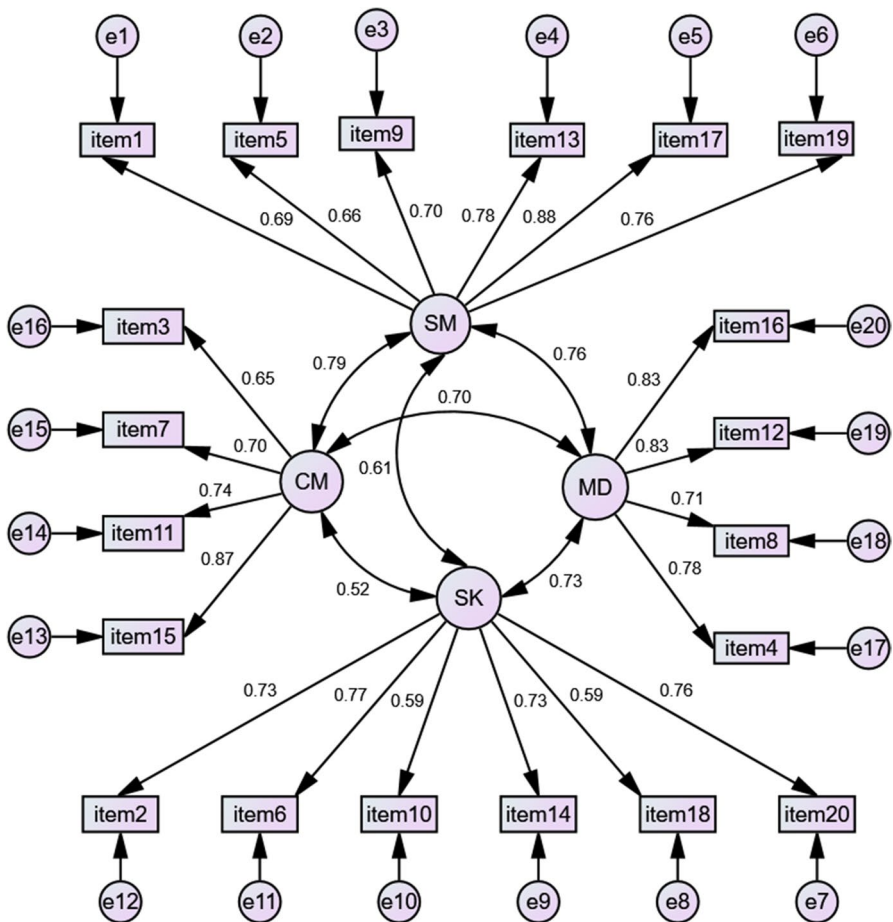 e1 e2 e3 e4 e5 e6
item1 item5 item9 item13 item17 item19
0.69 0.66 0.70 0.78 0.88 0.76
e16 item3 SM item16 e20
0.79 0.76
0.65 0.70 0.83
e15 item7 item12 e19
0.70 0.61 0.83
CM MD
0.74 0.71
e14 item11 item8 e18
0.87 0.52 0.73 0.78
SK
e13 item15 item4 e17
0.73 0.77 0.59 0.73 0.59 0.76
item2 item6 item10 item14 item18 item20
e12 e11 e10 e9 e8 e7